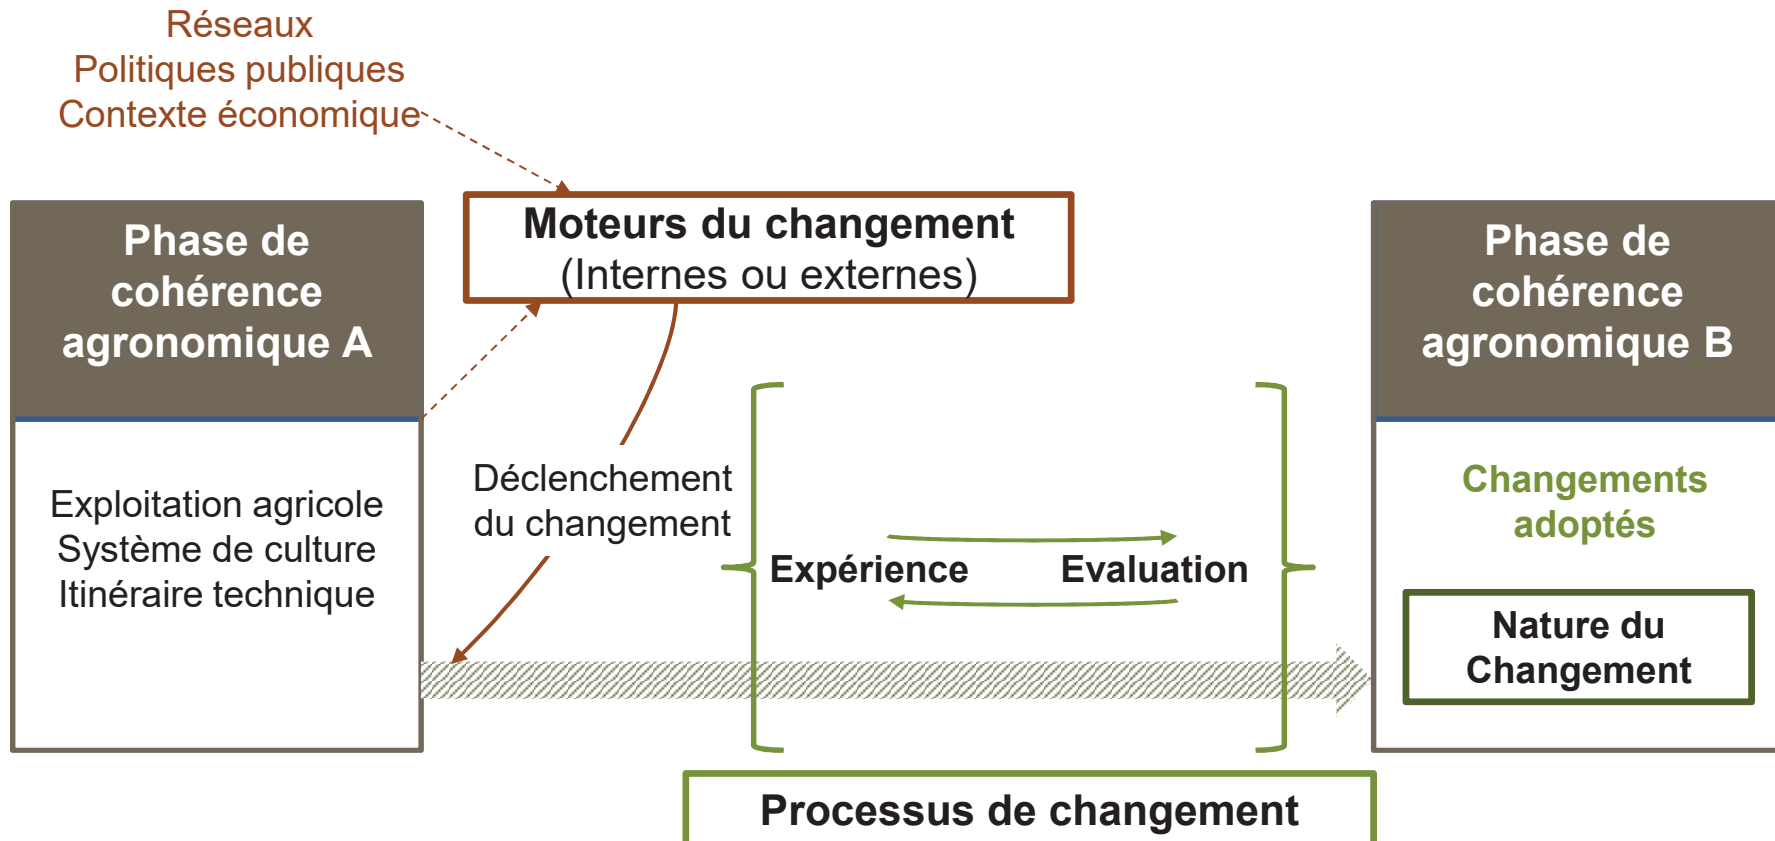 Réseaux
Politiques publiques
Contexte économique
Moteurs du changement
(Internes ou externes)
Phase de
cohérence
agronomique A
Exploitation agricole
Système de culture
Itinéraire technique
Déclenchement
du changement
Expérience
Evaluation
Phase de
cohérence
agronomique B
Changements
adoptés
Nature du
Changement
Processus de changement